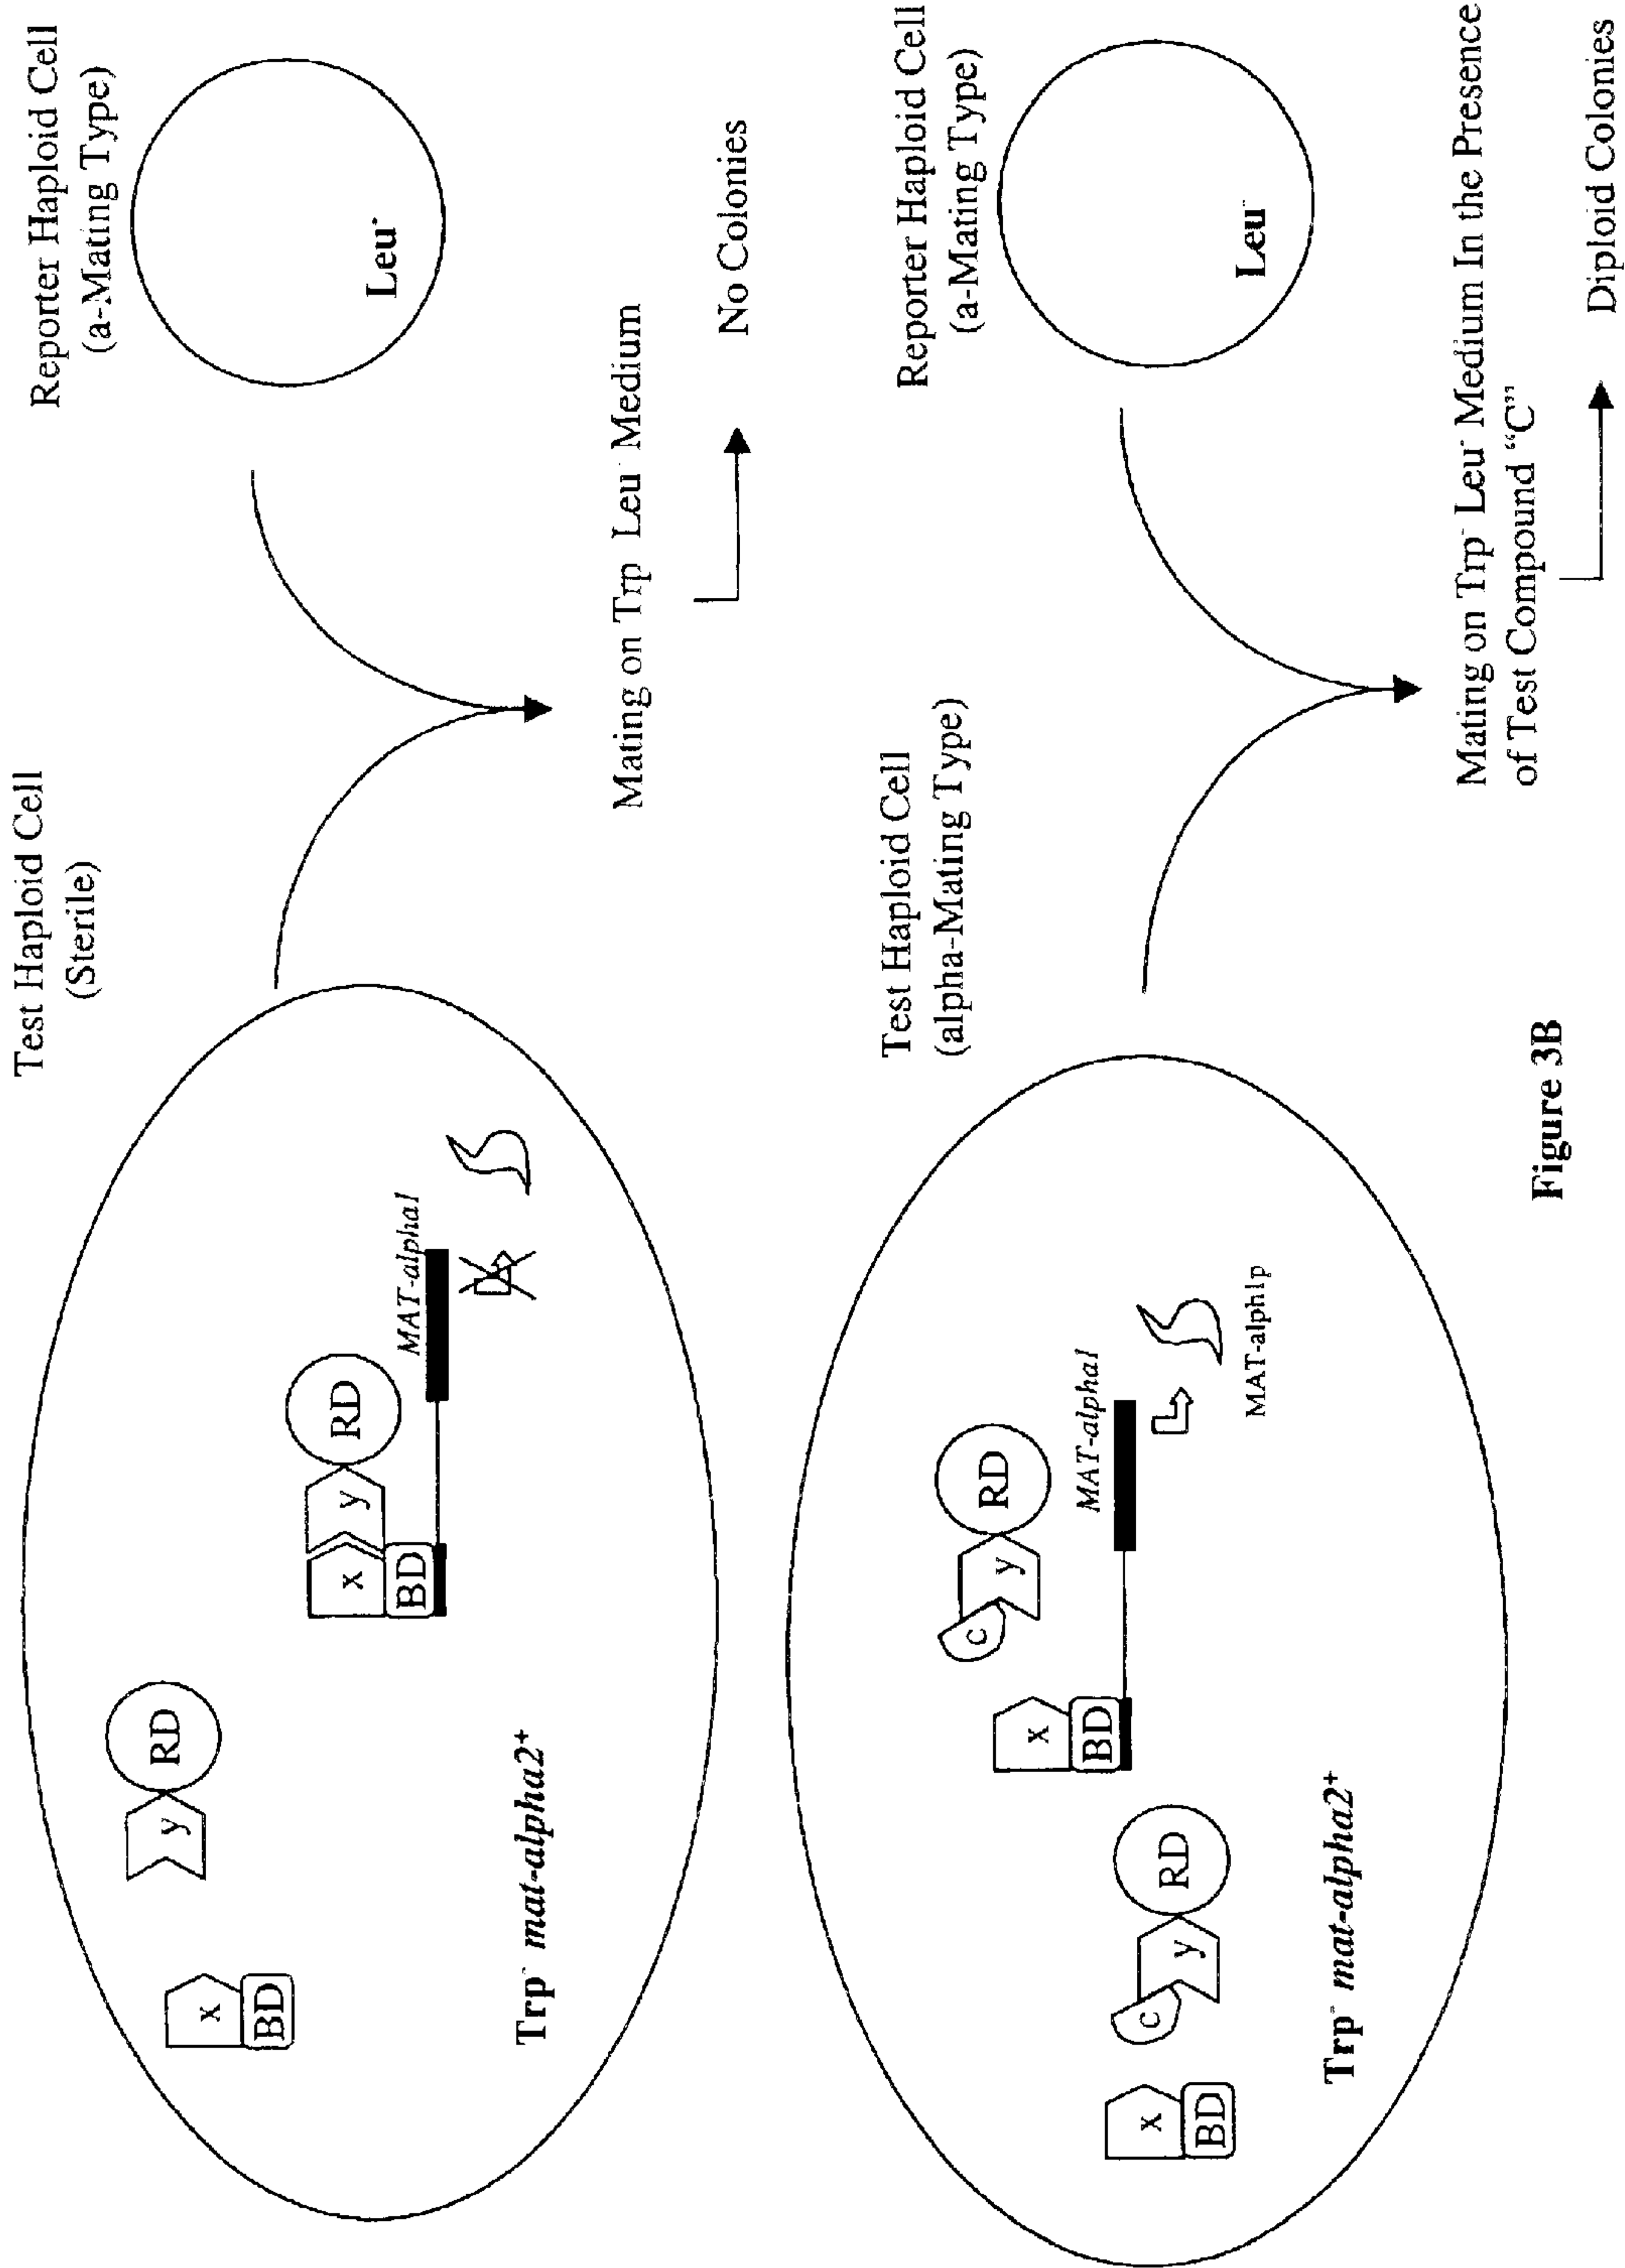 Test Haploid Cell
(Sterile)
Reporter Haploid Cell
(a-Mating Type)
y
RD
x
BD
x
y
RD
BD
MAT-alpha1
Trp⁻ mat-alpha2⁺
Leu⁻
Mating on Trp Leu⁻ Medium
No Colonies
Test Haploid Cell
(alpha-Mating Type)
Reporter Haploid Cell
(a-Mating Type)
c
y
RD
x
BD
MAT-alpha1
MAT-alph1p
x
BD
c
y
RD
Trp⁻ mat-alpha2⁺
Leu⁻
Mating on Trp⁻ Leu⁻ Medium In the Presence
of Test Compound “C”
Diploid Colonies
Figure 3B